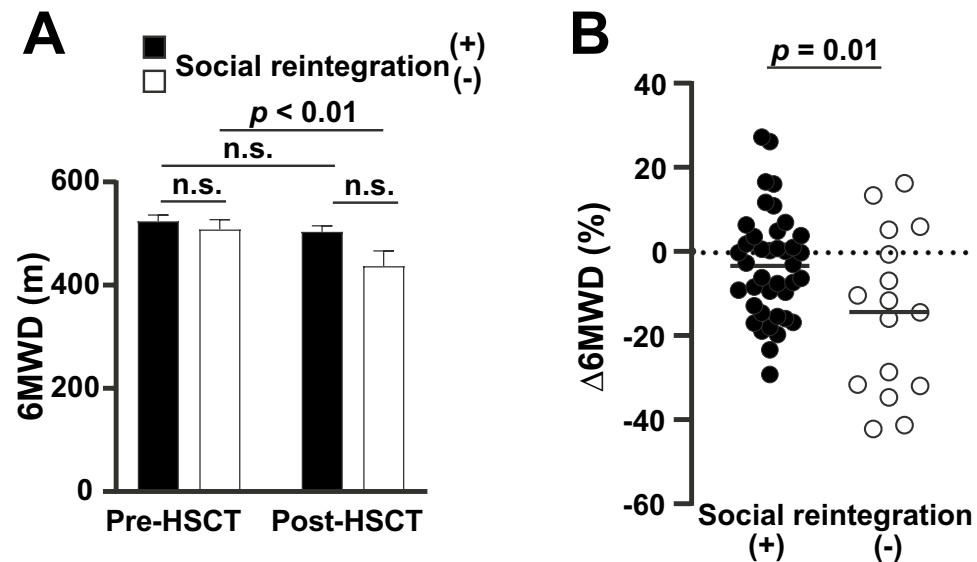 A
Social reintegration (+)
(-)
p < 0.01
n.s.
n.s.
n.s.
6MWD (m)
600
400
200
0
Pre-HSCT
Post-HSCT
B
p = 0.01
Δ6MWD (%)
40
20
0
-20
-40
-60
Social reintegration
(+)
(-)